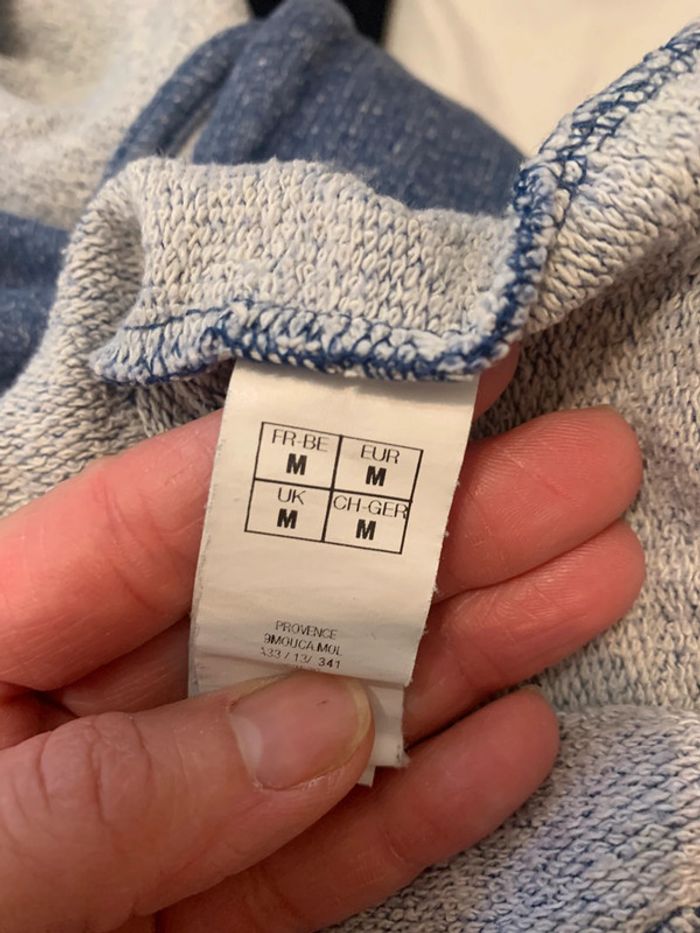 FR-BE EUR
M M
UK CH-GER
M M
PROVENCE
9MOUCA.MOL
/ 13/ 341